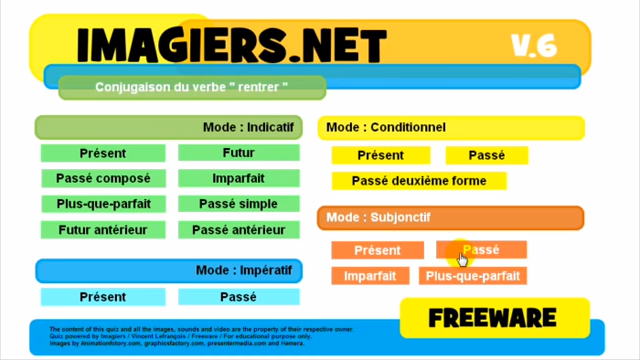 IMAGIERS.NET
V.6
Conjugaison du verbe " rentrer "
Mode : Indicatif
Présent
Futur
Passé composé
Imparfait
Plus-que-parfait
Passé simple
Futur antérieur
Passé antérieur
Mode : Impératif
Présent
Passé
Mode : Conditionnel
Présent
Passé
Passé deuxième forme
Mode : Subjonctif
Présent
Passé
Imparfait
Plus-que-parfait
FREEWARE
The content of this quiz and all the images, sounds and video are the property of their respective owner.
Quiz powered by Imagiers / Vincent Lefrançois / Freeware / For educational purpose only.
Images by Animationfctory.com, graphicsfactory.com, presentermedia.com and Hemera.